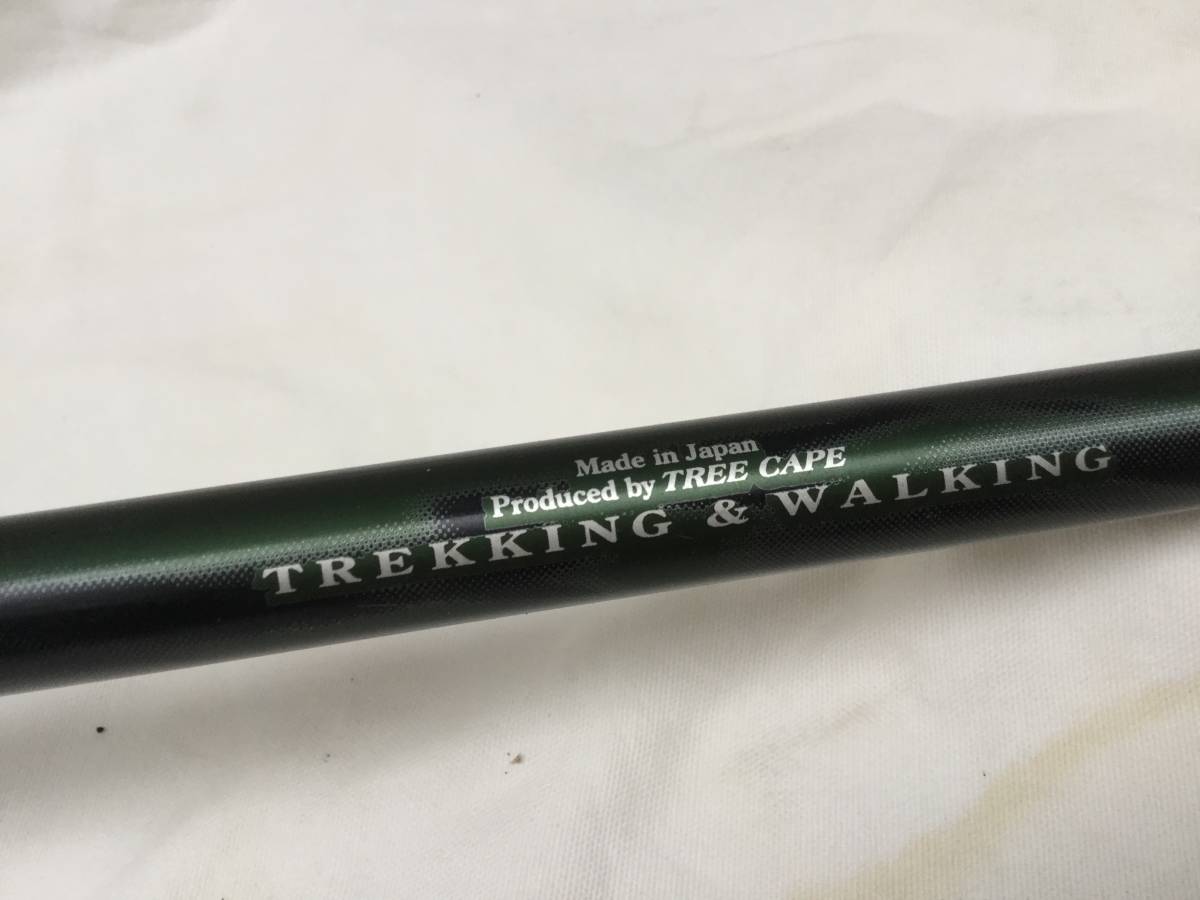 Made in Japan
Produced by TREE CAPE
TREKKING & WALKING